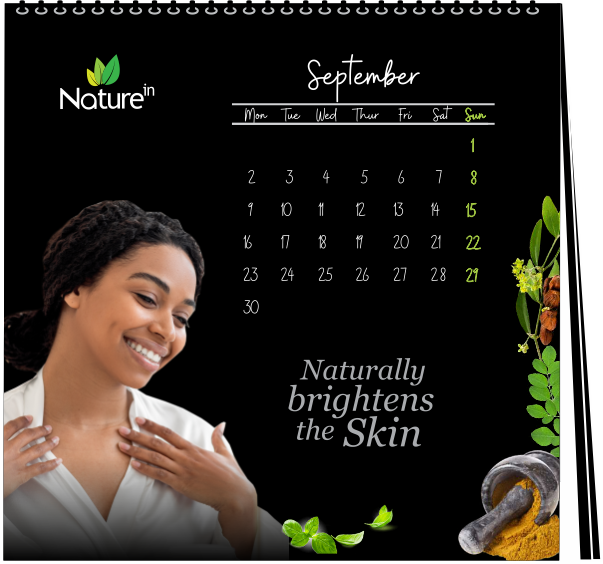 Nature in
September
Mon Tue Wed Thur Fri Sat Sun
1
2 3 4 5 6 7 8
9 10 11 12 13 14 15
16 17 18 19 20 21 22
23 24 25 26 27 28 29
30
Naturally
brightens
the Skin